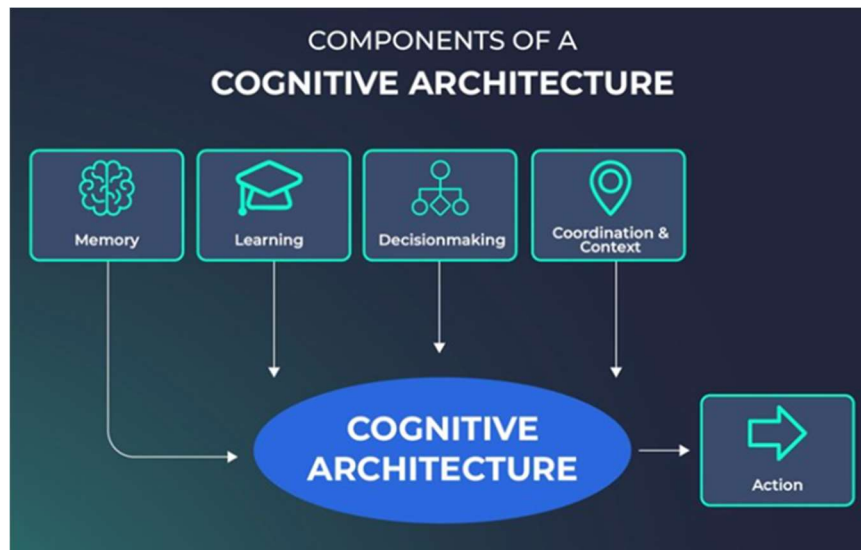 COMPONENTS OF A
COGNITIVE ARCHITECTURE
Memory
Learning
Decisionmaking
Coordination &
Context
COGNITIVE
ARCHITECTURE
Action